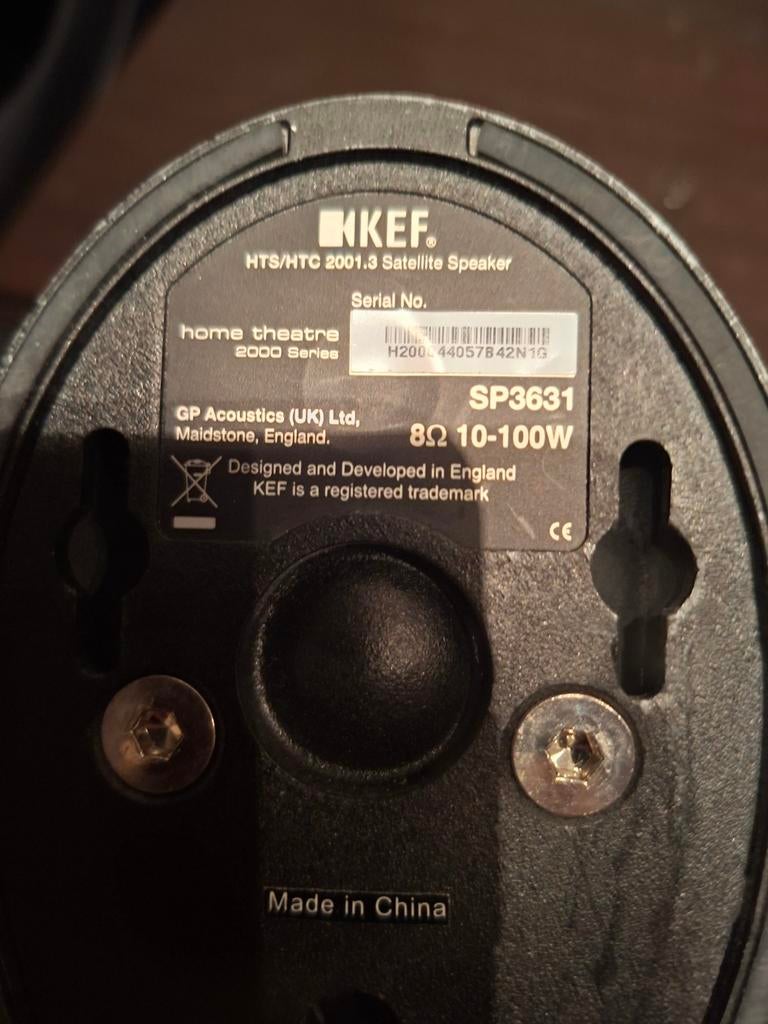 KEF®
HTS/HTC 2001.3 Satellite Speaker
Serial No.
home theatre
2000 Series
SP3631
GP Acoustics (UK) Ltd,
Maidstone, England.
8Ω 10-100W
Designed and Developed in England
KEF is a registered trademark
CE
Made in China